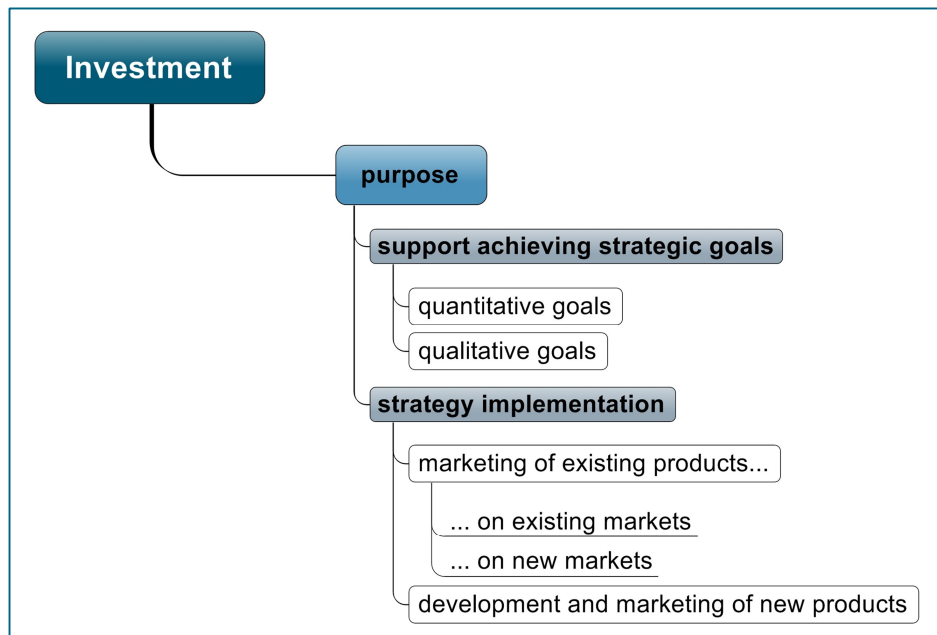 Investment
purpose
support achieving strategic goals
quantitative goals
qualitative goals
strategy implementation
marketing of existing products...
... on existing markets
... on new markets
development and marketing of new products